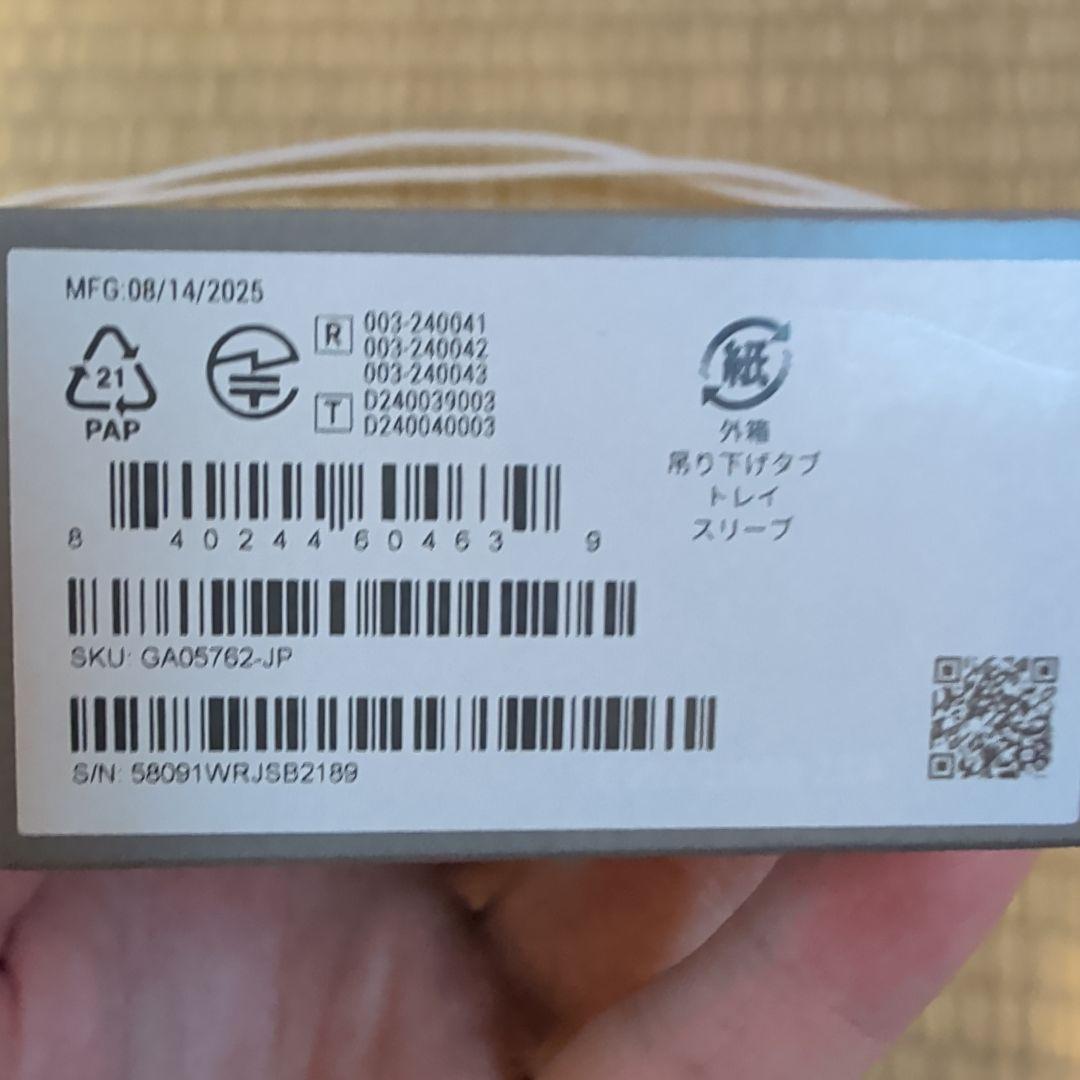 MFG:08/14/2025
21
PAP
R 003-240041
003-240042
003-240043
T D240039003
D240040003
紙
外箱
吊り下げタブ
トレイ
スリーブ
8 40244 60463 9
SKU: GA05762-JP
S/N: 58091WRJSB2189